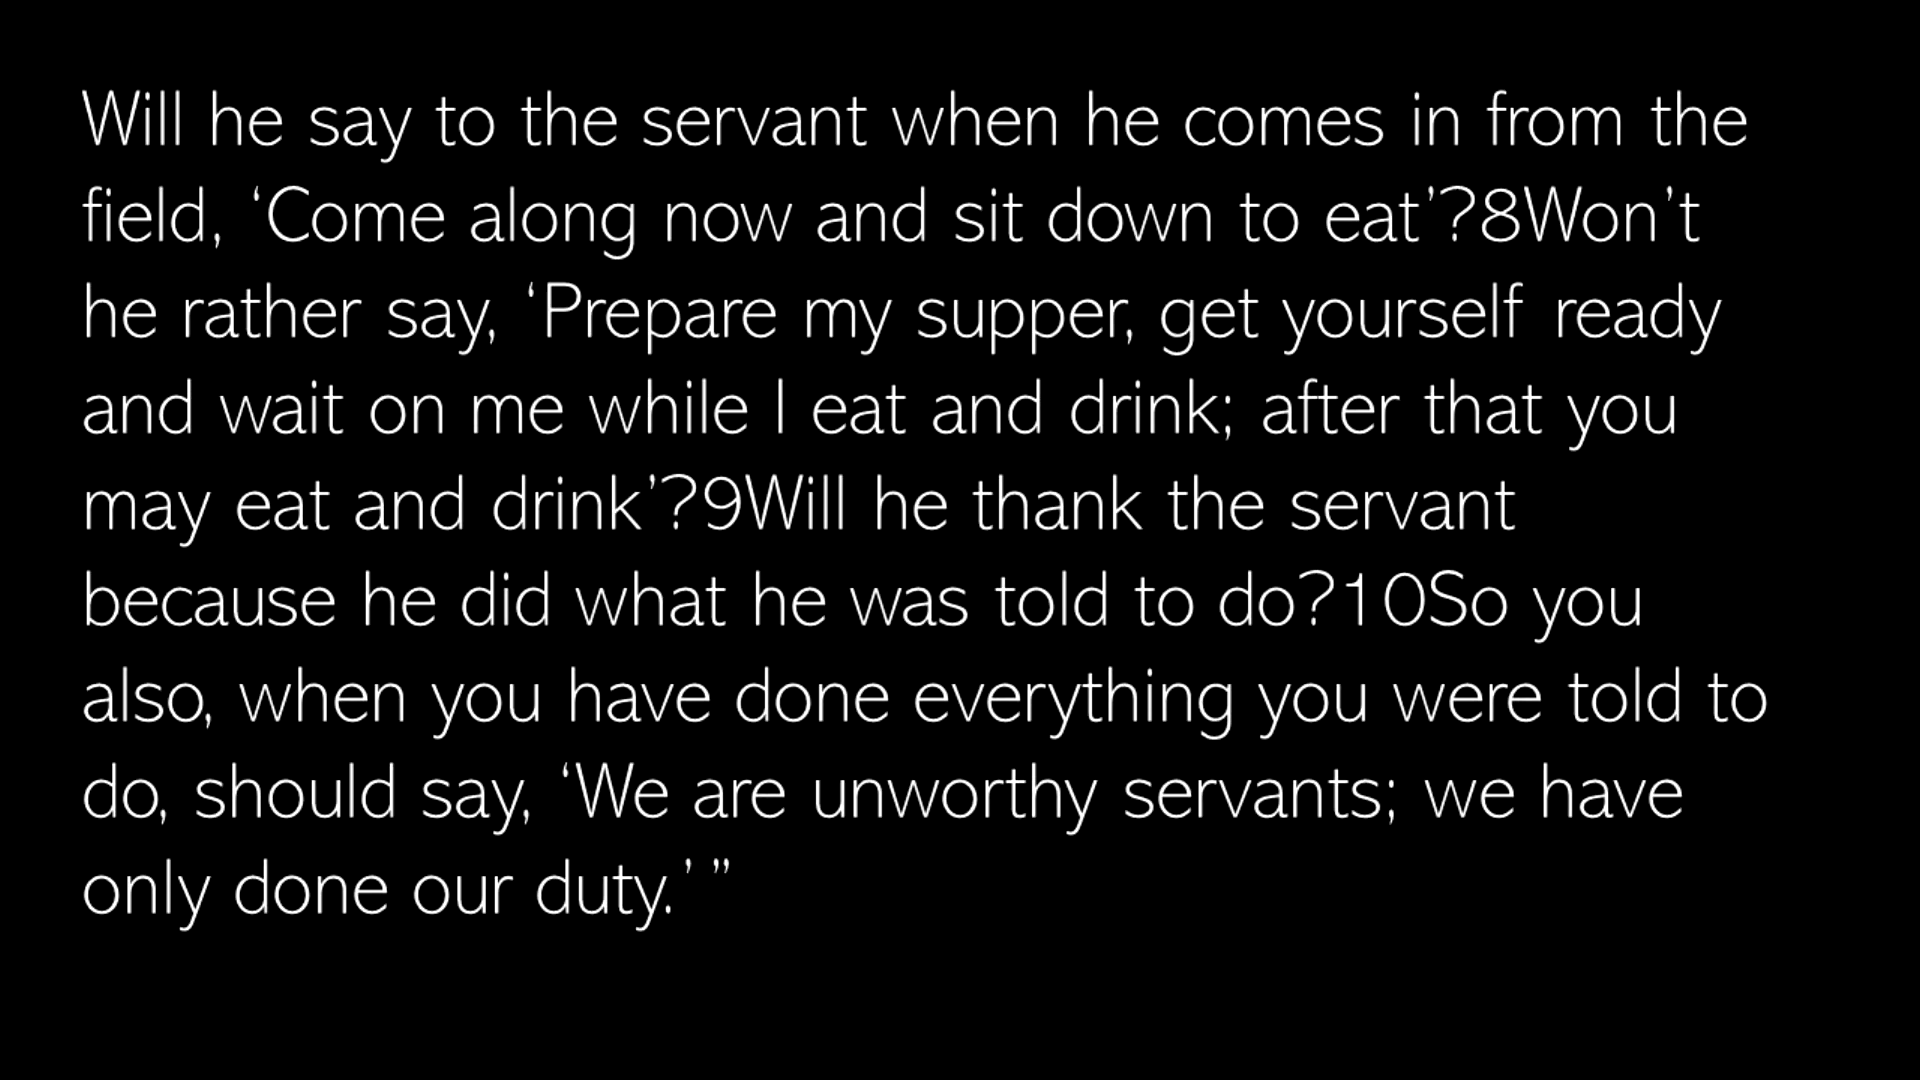 Will he say to the servant when he comes in from the
field, ‘Come along now and sit down to eat’?8Won’t
he rather say, ‘Prepare my supper, get yourself ready
and wait on me while I eat and drink; after that you
may eat and drink’?9Will he thank the servant
because he did what he was told to do?10So you
also, when you have done everything you were told to
do, should say, ‘We are unworthy servants; we have
only done our duty.’ ”